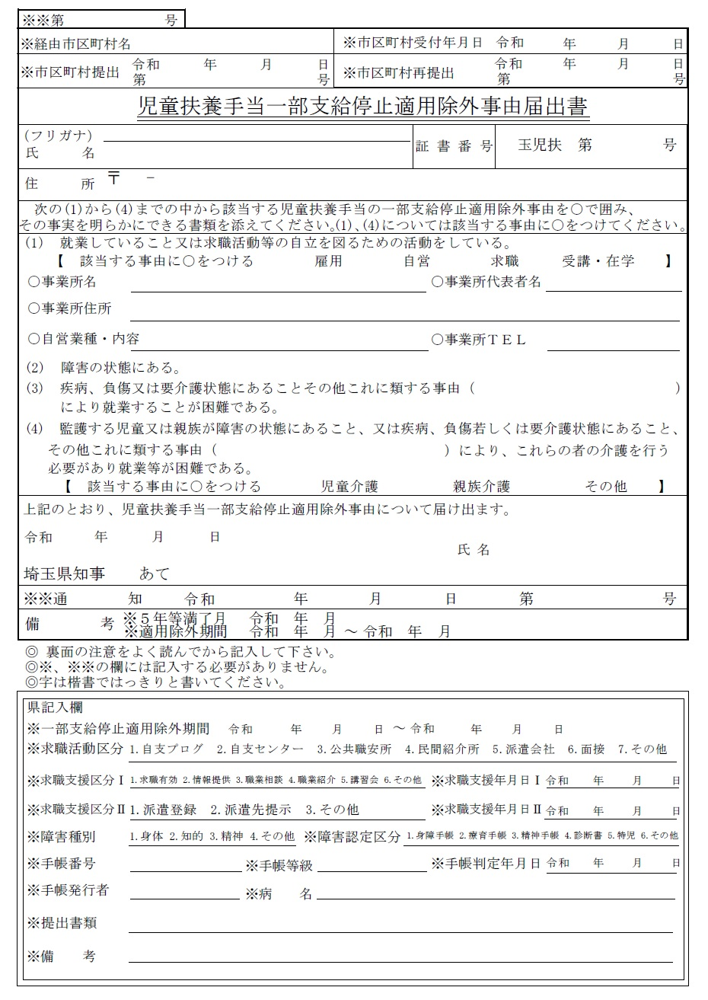 ※※第　　　　　　　号
※経由市区町村名　　　　　　　※市区町村受付年月日　令和　　　年　　　月　　　日
※市区町村提出　令和　　　年　　　月　　　日　※市区町村再提出　令和　　　年　　　月　　　日
第　　　　　　　号　第　　　　　　　号
児童扶養手当一部支給停止適用除外事由届出書
(フリガナ)
氏　　　名　　　証書番号　玉児扶　第　　　　　号
住　　　所　〒　　－
次の(1)から(4)までの中から該当する児童扶養手当の一部支給停止適用除外事由を○で囲み、
その事実を明らかにできる書類を添えてください。(1)、(4)については該当する事由に○をつけてください。
(1)　就業していること又は求職活動等の自立を図るための活動をしている。
【　該当する事由に○をつける　　　雇用　　　自営　　　求職　　　受講・在学　　】
○事業所名　　　　　○事業所代表者名
○事業所住所
○自営業種・内容　　　　　○事業所ＴＥＬ
(2)　障害の状態にある。
(3)　疾病、負傷又は要介護状態にあることその他これに類する事由（　　　　　　　　　　　）
により就業することが困難である。
(4)　監護する児童又は親族が障害の状態にあること、又は疾病、負傷若しくは要介護状態にあること、
その他これに類する事由（　　　　　　　　　　　）により、これらの者の介護を行う
必要があり就業等が困難である。
【　該当する事由に○をつける　　　児童介護　　　親族介護　　　その他　　】
上記のとおり、児童扶養手当一部支給停止適用除外事由について届け出ます。
令和　　　年　　　月　　　日
氏 名
埼玉県知事　　あて
※※通　　　　知　　　令和　　　年　　　月　　　日　　　第　　　　　号
備　　　考　※５年等満了月　令和　年　月
※適用除外期間　令和　年　月 ～ 令和　年　月
◎ 裏面の注意をよく読んでから記入して下さい。
◎※、※※の欄には記入する必要がありません。
◎字は楷書ではっきりと書いてください。
県記入欄
※一部支給停止適用除外期間　令和　　　年　　　月　　　日 ～ 令和　　　年　　　月　　　日
※求職活動区分 1.自支プログ　2.自支センター　3.公共職安所　4.民間紹介所　5.派遣会社　6.面接　7.その他
※求職支援区分Ⅰ 1.求職有効 2.情報提供 3.職業相談 4.職業紹介 5.講習会 6.その他　※求職支援年月日Ⅰ 令和　　年　　月　　日
※求職支援区分Ⅱ 1.派遣登録　2.派遣先提示　3.その他　※求職支援年月日Ⅱ 令和　　年　　月　　日
※障害種別　1.身体 2.知的 3.精神 4.その他　※障害認定区分 1.身障手帳 2.療育手帳 3.精神手帳 4.診断書 5.特児 6.その他
※手帳番号　　　　　※手帳等級　　　　　※手帳判定年月日 令和　　年　　月　　日
※手帳発行者　　　　　※病　　名
※提出書類
※備　　考